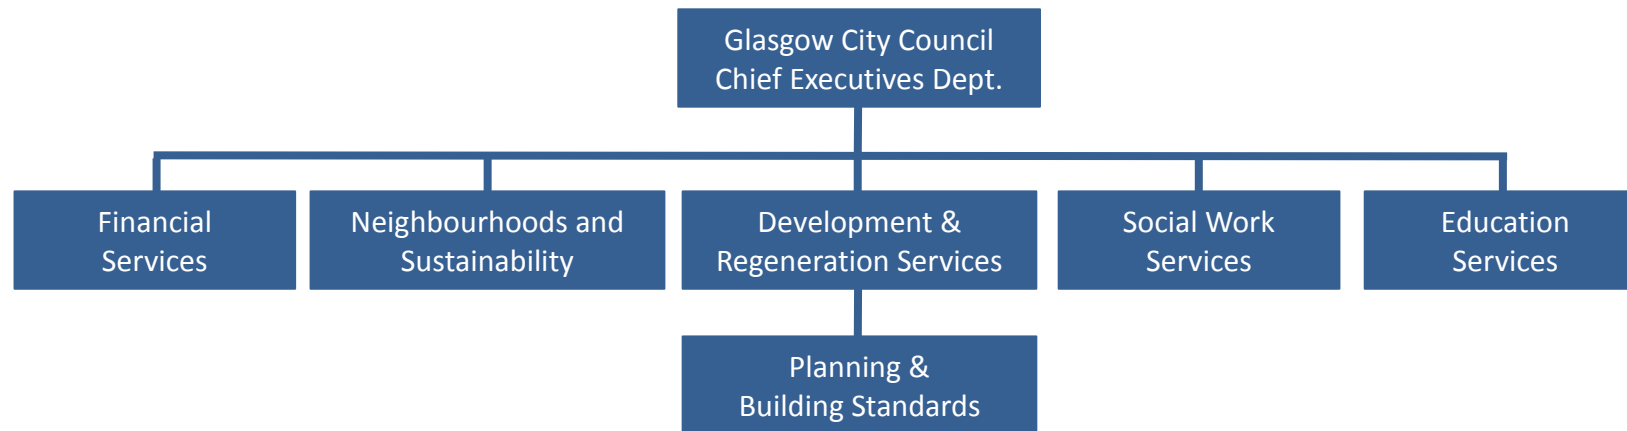 Glasgow City Council
Chief Executives Dept.
Financial
Services
Neighbourhoods and
Sustainability
Development &
Regeneration Services
Social Work
Services
Education
Services
Planning &
Building Standards